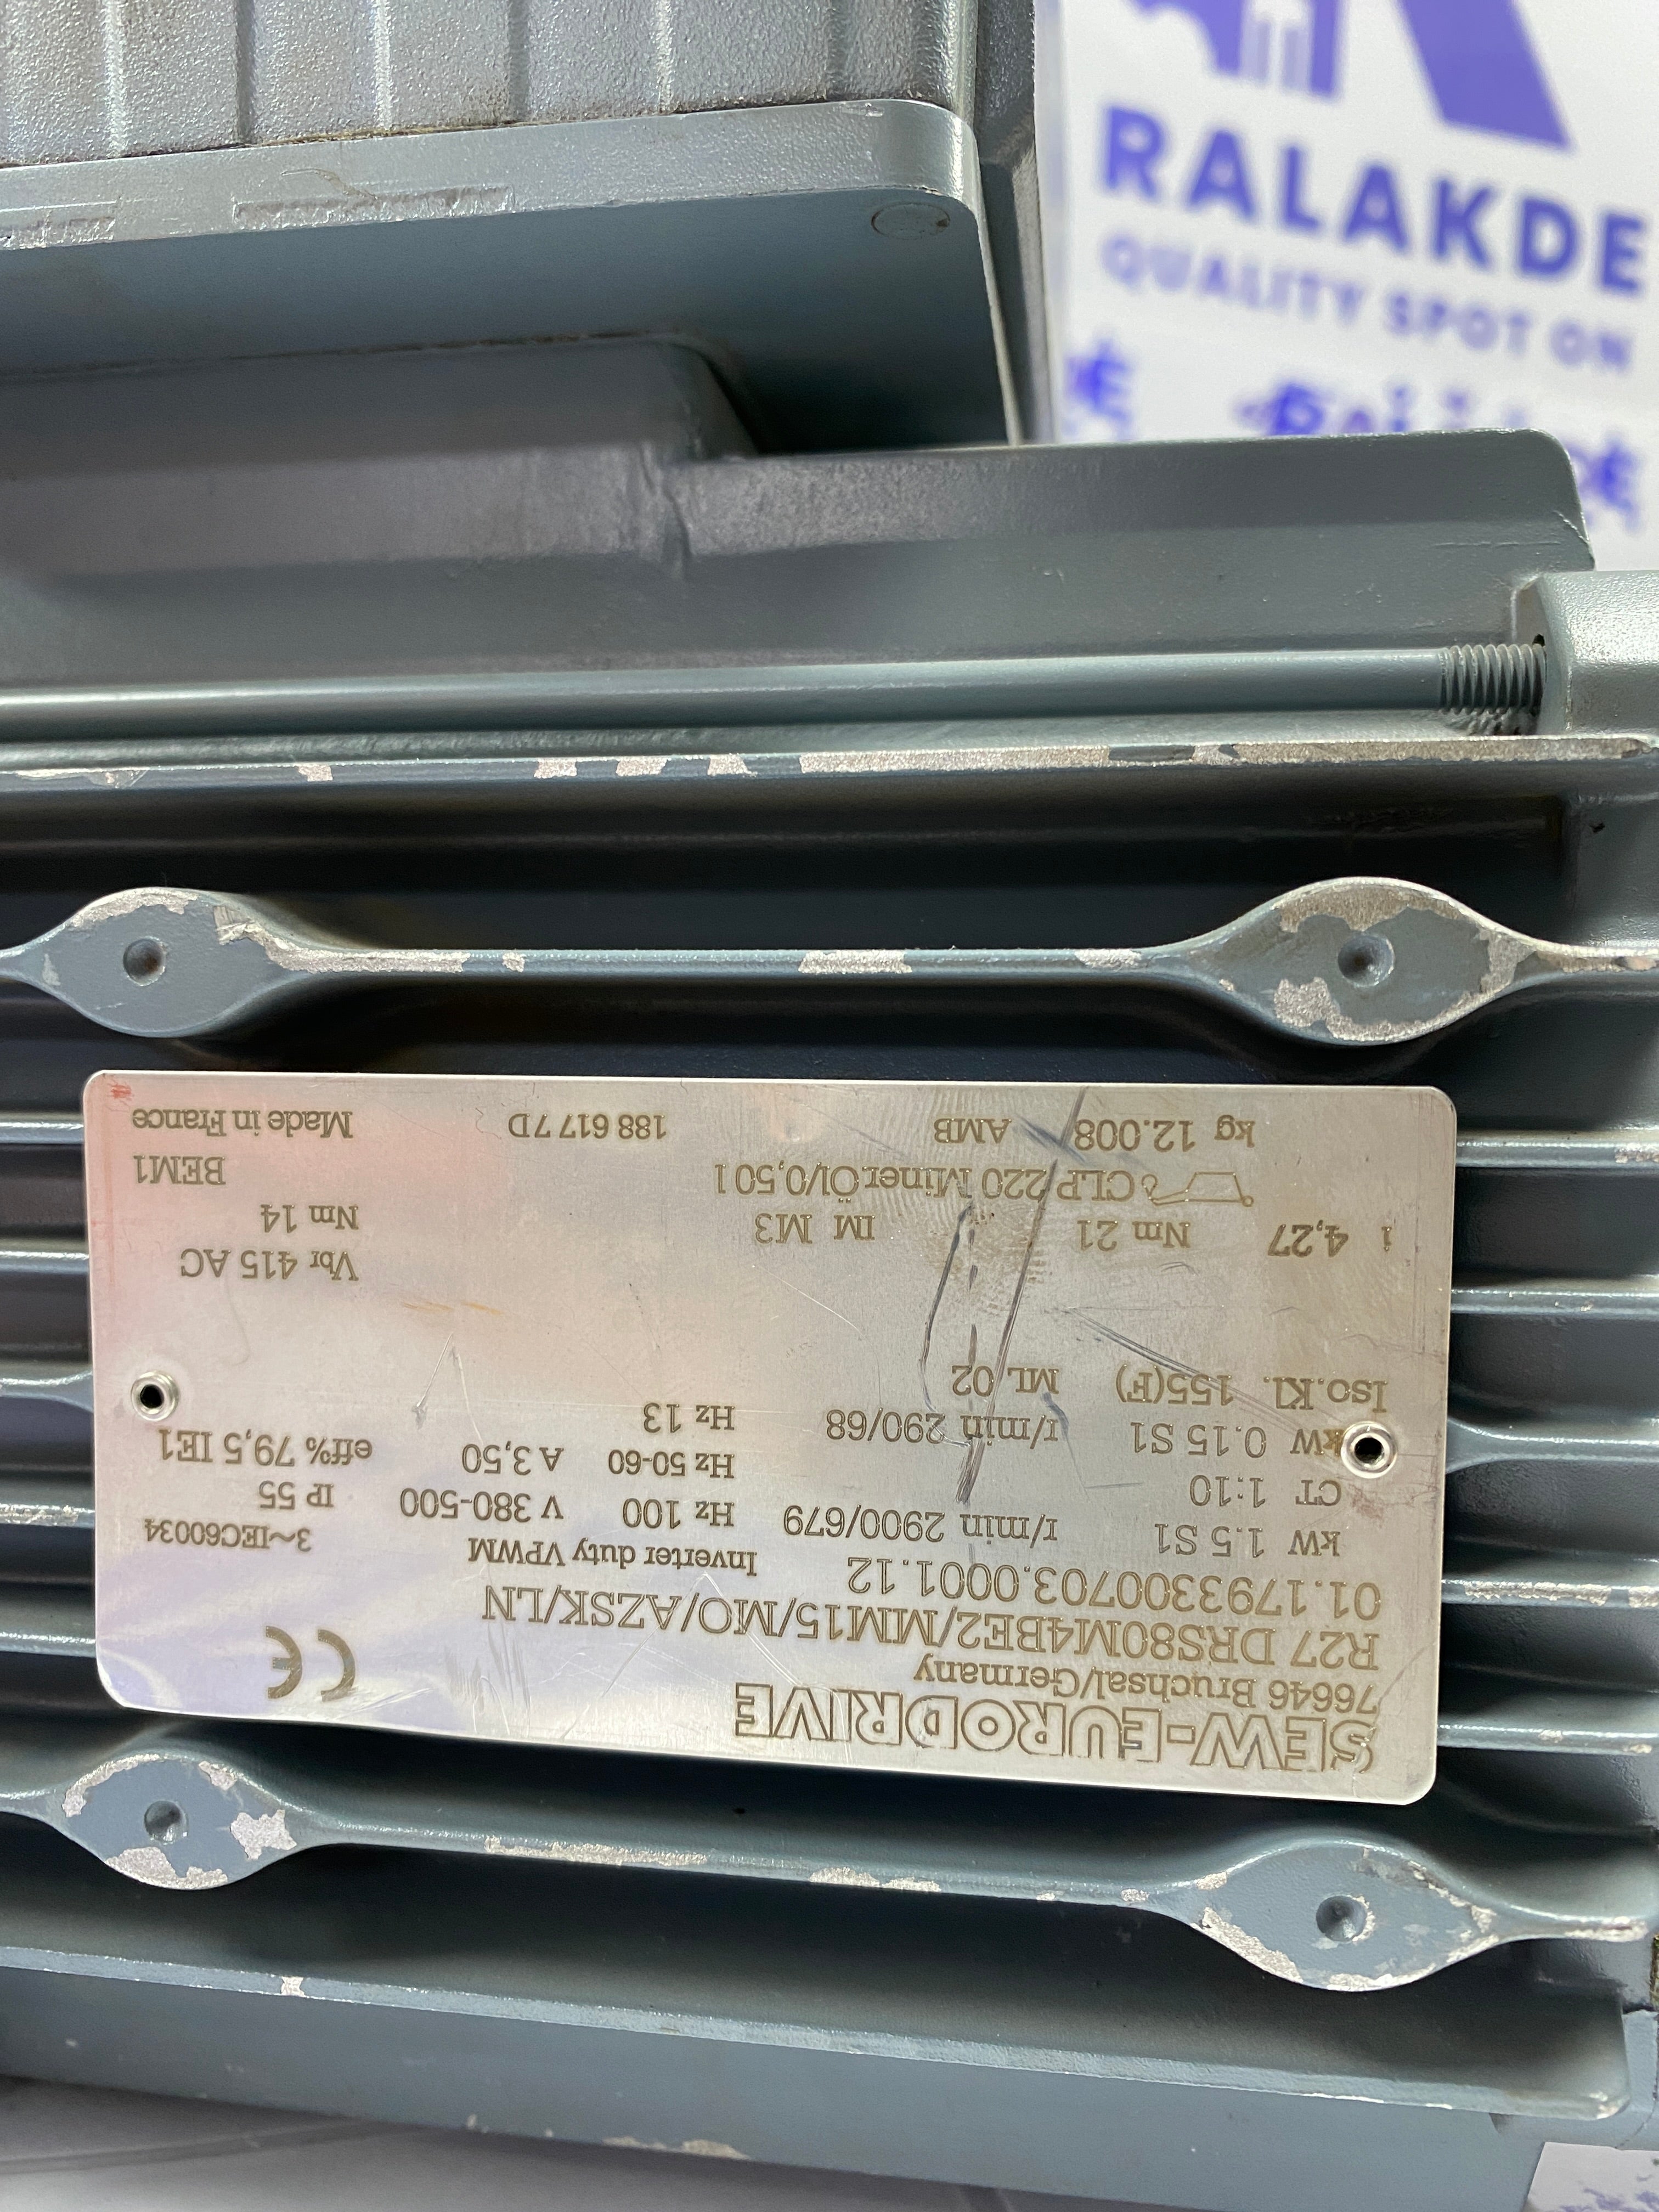 RALAKDE
QUALITY SPOT ON
SEW-EURODRIVE
76646 Bruchsal/Germany
CE
R27 DRS80M4BE2/MM15/MO/AZSK/LN
01.1793300703.0001.12 Inverter duty VPWM 3~IEC60034
kW 1.5 S1 r/min 2900/679 Hz 100 V 380-500 IP 55
CT 1:10 Hz 50-60 A 3,50 eff% 79,5 IE1
kW 0.15 S1 r/min 290/68 Hz 13
Iso.Kl. 155(F) ML 02
Vbr 415 AC
i 4,27 Nm 21 IM M3 Nm 14
CLP 220 Miner.Öl/0,50 l BEM1
kg 12.008 AMB 188 617 7 D Made in France